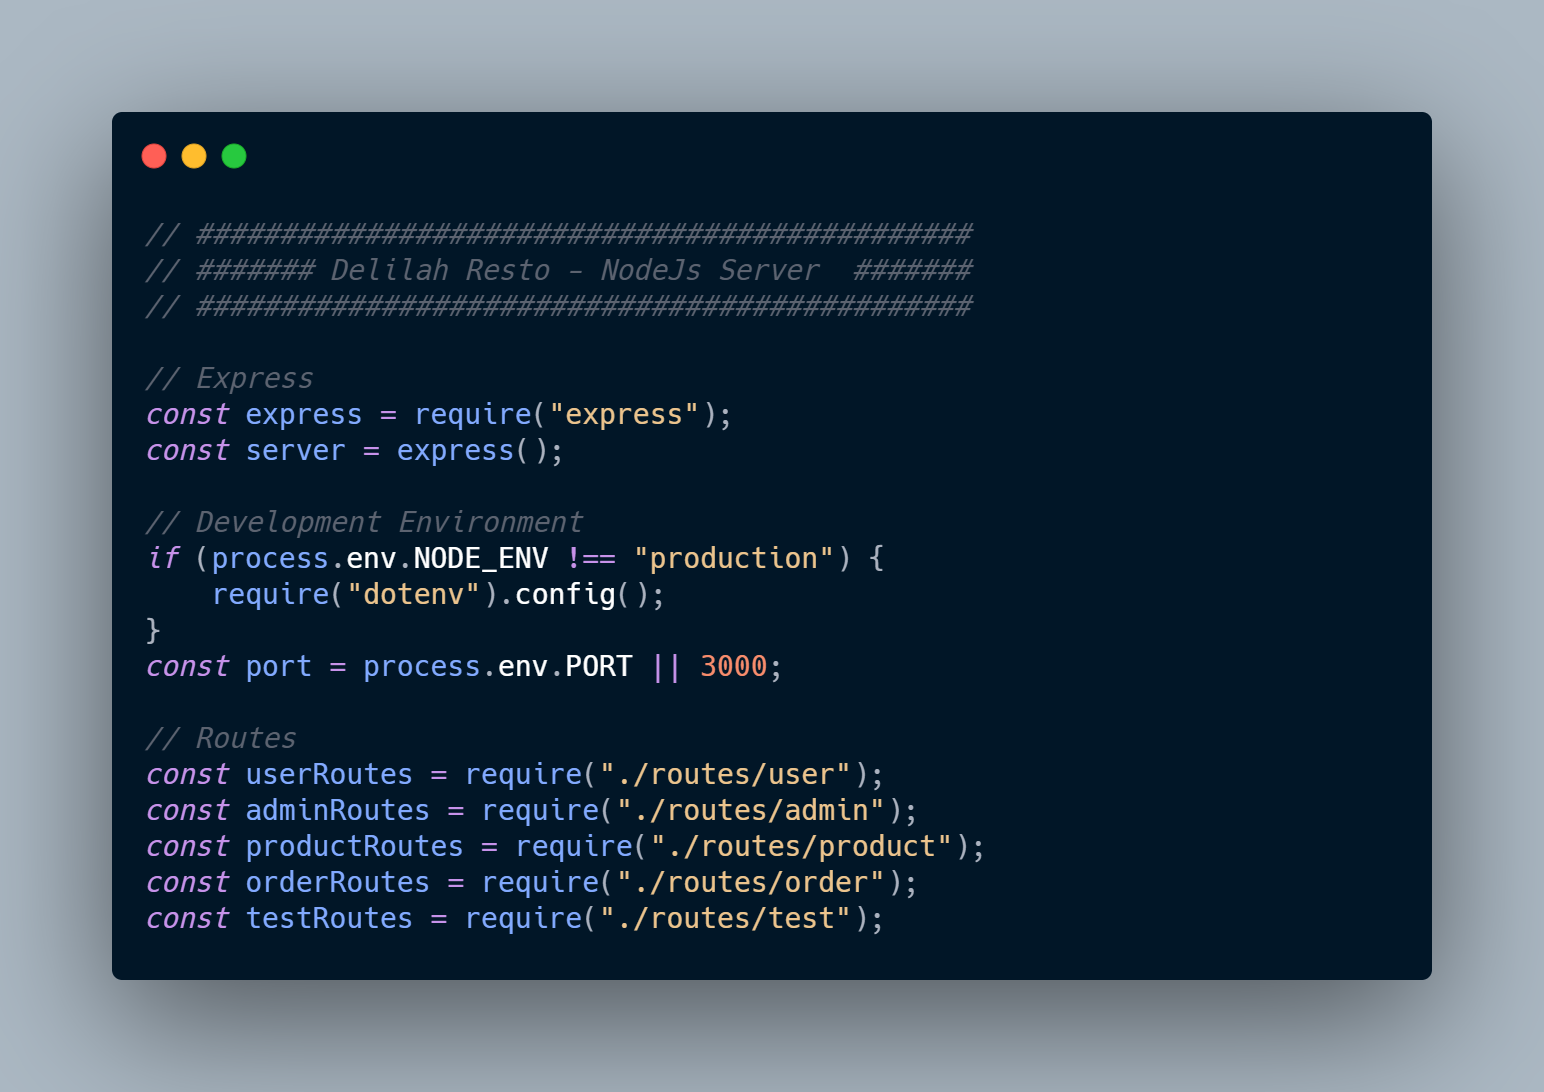 // ##############################################
// ####### Delilah Resto - NodeJs Server  #######
// ##############################################

// Express
const express = require("express");
const server = express();

// Development Environment
if (process.env.NODE_ENV !== "production") {
    require("dotenv").config();
}
const port = process.env.PORT || 3000;

// Routes
const userRoutes = require("./routes/user");
const adminRoutes = require("./routes/admin");
const productRoutes = require("./routes/product");
const orderRoutes = require("./routes/order");
const testRoutes = require("./routes/test");